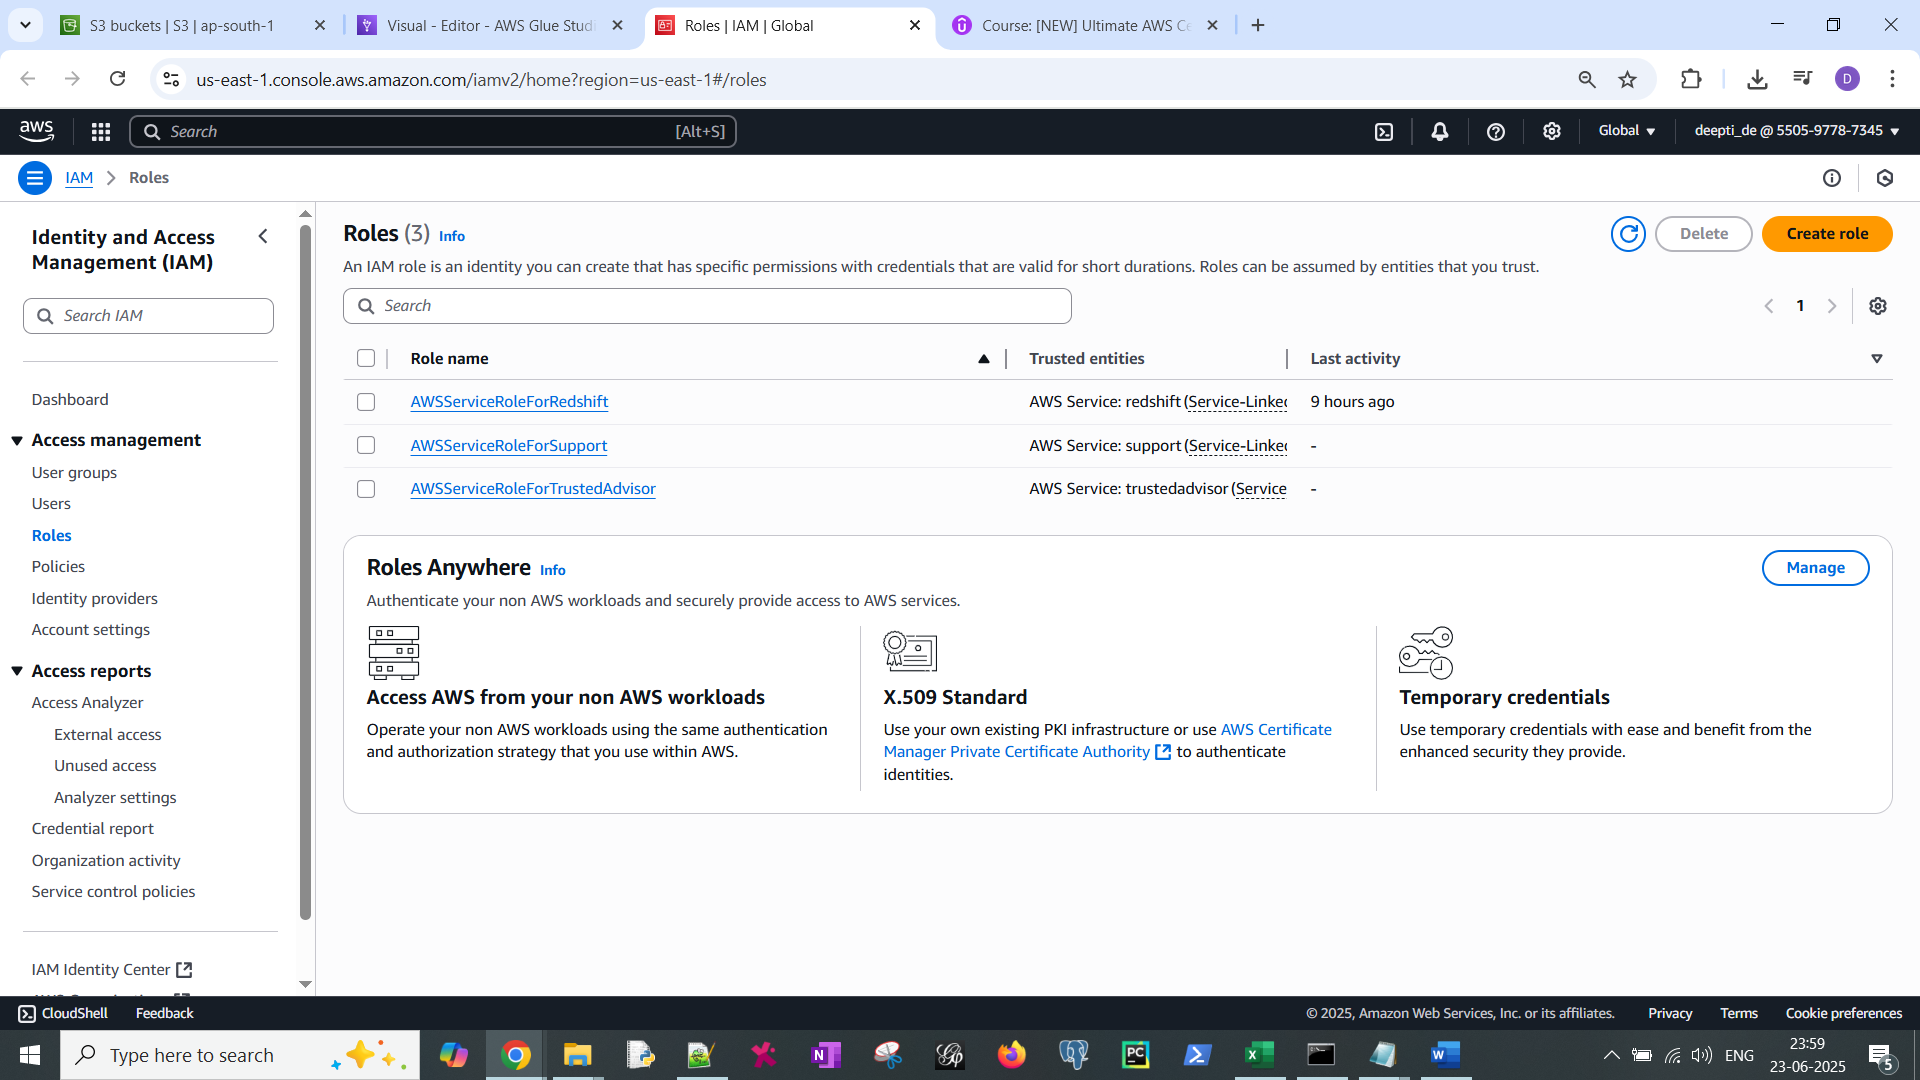 S3 buckets | S3 | ap-south-1
Visual - Editor - AWS Glue Studi
Roles | IAM | Global
Course: [NEW] Ultimate AWS Ce
us-east-1.console.aws.amazon.com/iamv2/home?region=us-east-1#/roles
D
aws
Search
[Alt+S]
Global
deepti_de @ 5505-9778-7345
IAM
Roles
Identity and Access
Management (IAM)
Search IAM
Dashboard
Access management
User groups
Users
Roles
Policies
Identity providers
Account settings
Access reports
Access Analyzer
External access
Unused access
Analyzer settings
Credential report
Organization activity
Service control policies
IAM Identity Center
Roles (3) Info
Delete
Create role
An IAM role is an identity you can create that has specific permissions with credentials that are valid for short durations. Roles can be assumed by entities that you trust.
Search
1
Role name
Trusted entities
Last activity
AWSServiceRoleForRedshift
AWS Service: redshift (Service-Linked
9 hours ago
AWSServiceRoleForSupport
AWS Service: support (Service-Linked
-
AWSServiceRoleForTrustedAdvisor
AWS Service: trustedadvisor (Service
-
Roles Anywhere Info
Manage
Authenticate your non AWS workloads and securely provide access to AWS services.
Access AWS from your non AWS workloads
Operate your non AWS workloads using the same authentication
and authorization strategy that you use within AWS.
X.509 Standard
Use your own existing PKI infrastructure or use AWS Certificate
Manager Private Certificate Authority to authenticate
identities.
Temporary credentials
Use temporary credentials with ease and benefit from the
enhanced security they provide.
CloudShell
Feedback
© 2025, Amazon Web Services, Inc. or its affiliates.
Privacy
Terms
Cookie preferences
Type here to search
ENG
23:59
23-06-2025
5